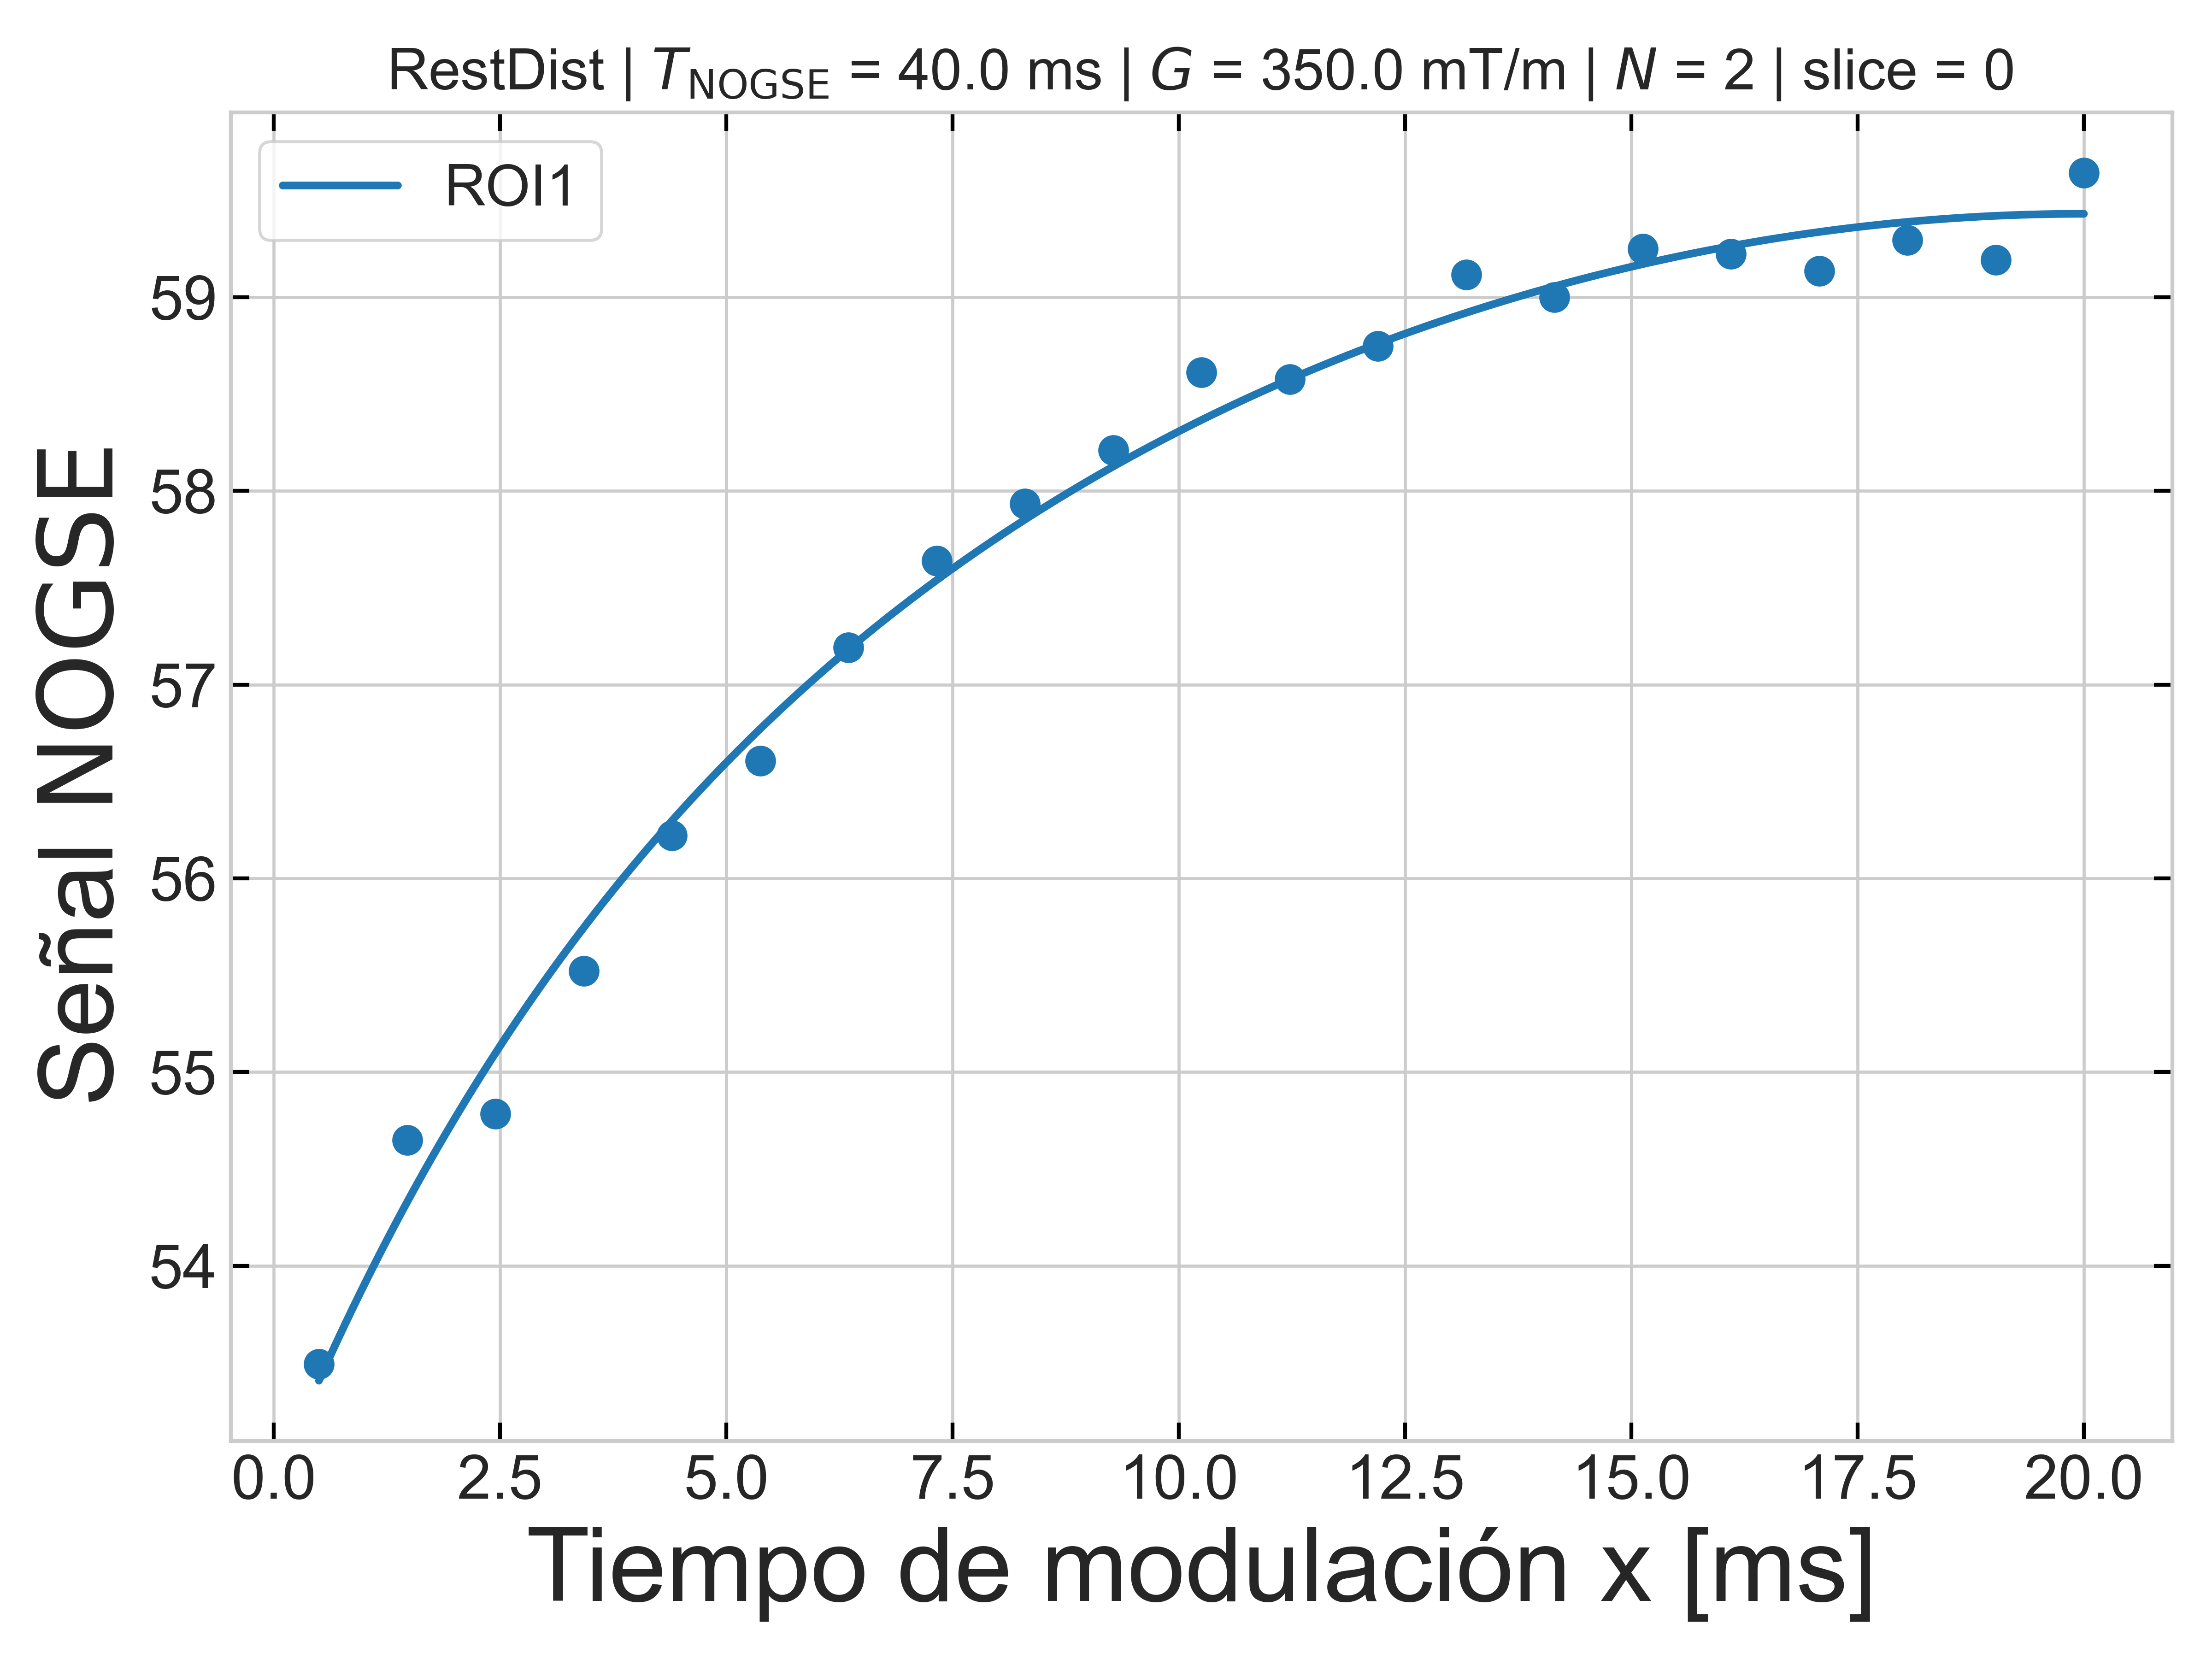 RestDist | T_NOGSE = 40.0 ms | G = 350.0 mT/m | N = 2 | slice = 0
ROI1
Señal NOGSE
59
58
57
56
55
54
0.0 2.5 5.0 7.5 10.0 12.5 15.0 17.5 20.0
Tiempo de modulación x [ms]